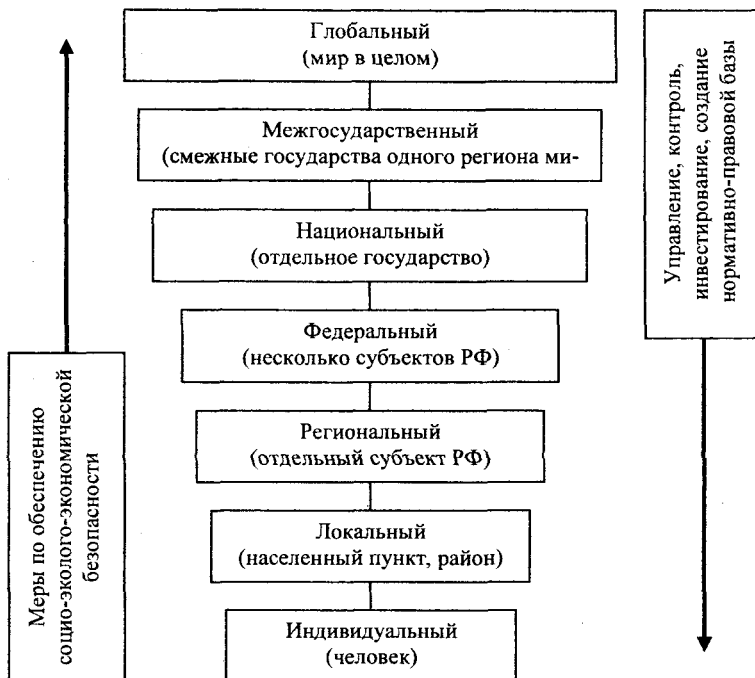 Глобальный
(мир в целом)
Межгосударственный
(смежные государства одного региона ми-
Национальный
(отдельное государство)
Федеральный
(несколько субъектов РФ)
Региональный
(отдельный субъект РФ)
Локальный
(населенный пункт, район)
Индивидуальный
(человек)
Меры по обеспечению
социо-эколого-экономической
безопасности
Управление, контроль,
инвестирование, создание
нормативно-правовой базы